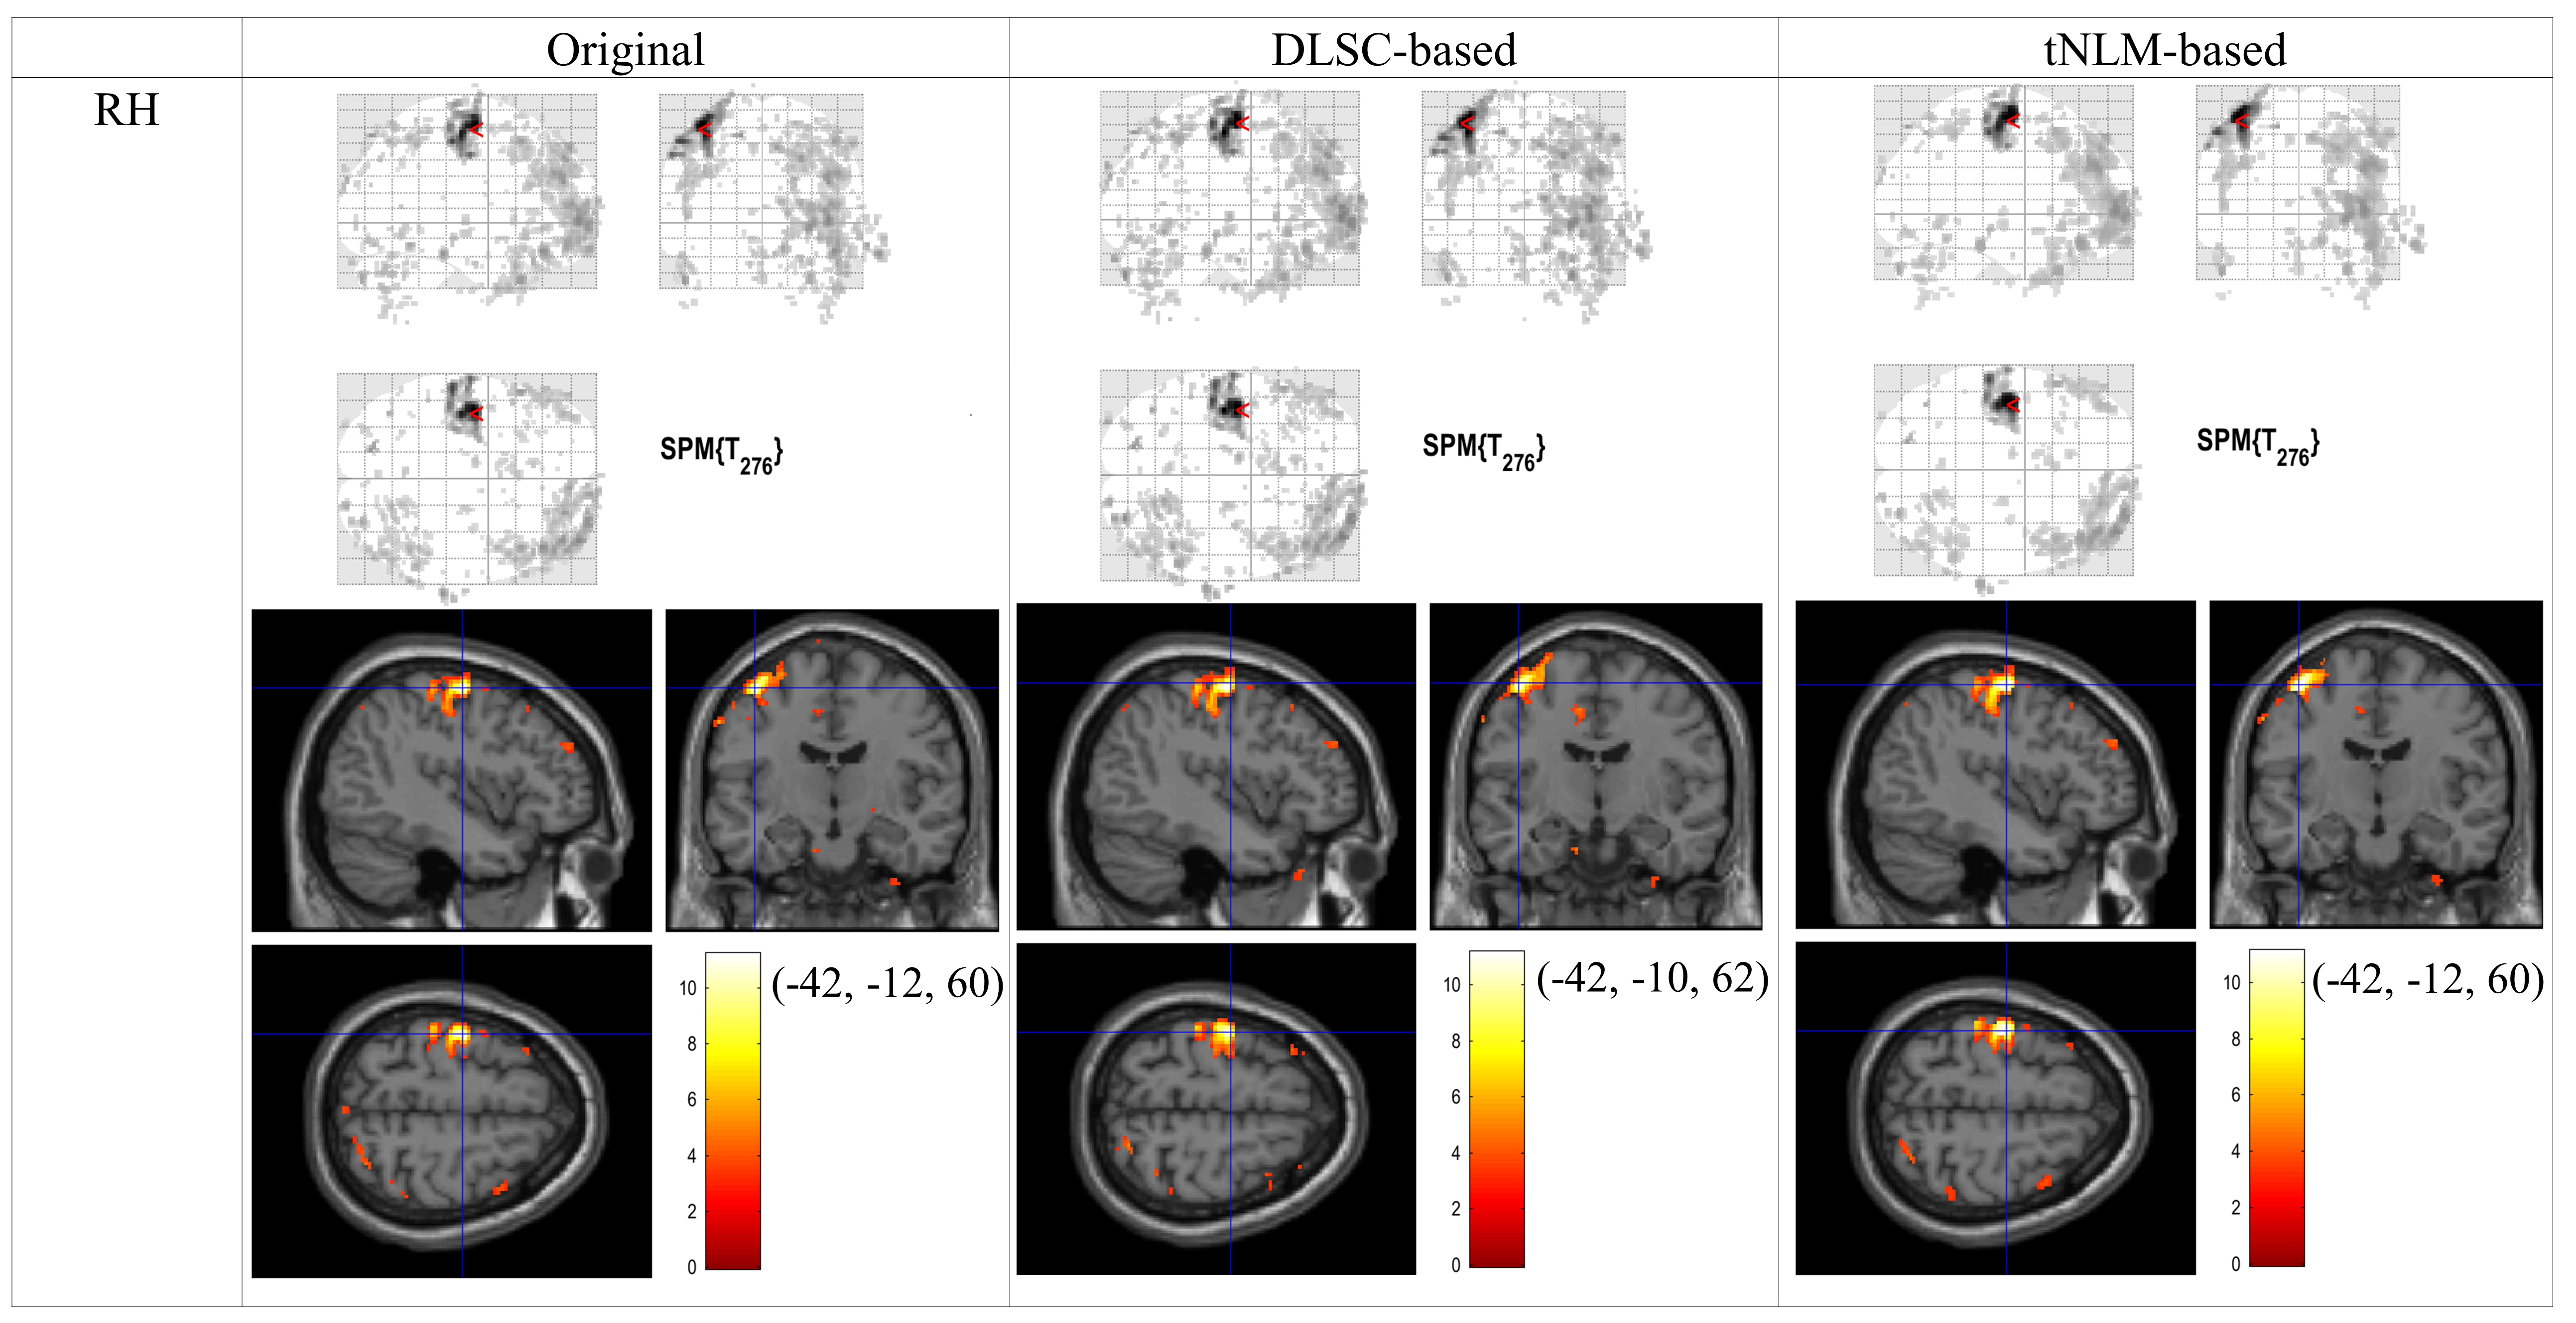 Original
DLSC-based
tNLM-based
RH
SPM{T276}
SPM{T276}
SPM{T276}
(-42, -12, 60)
10
8
6
4
2
0
(-42, -10, 62)
10
8
6
4
2
0
(-42, -12, 60)
10
8
6
4
2
0